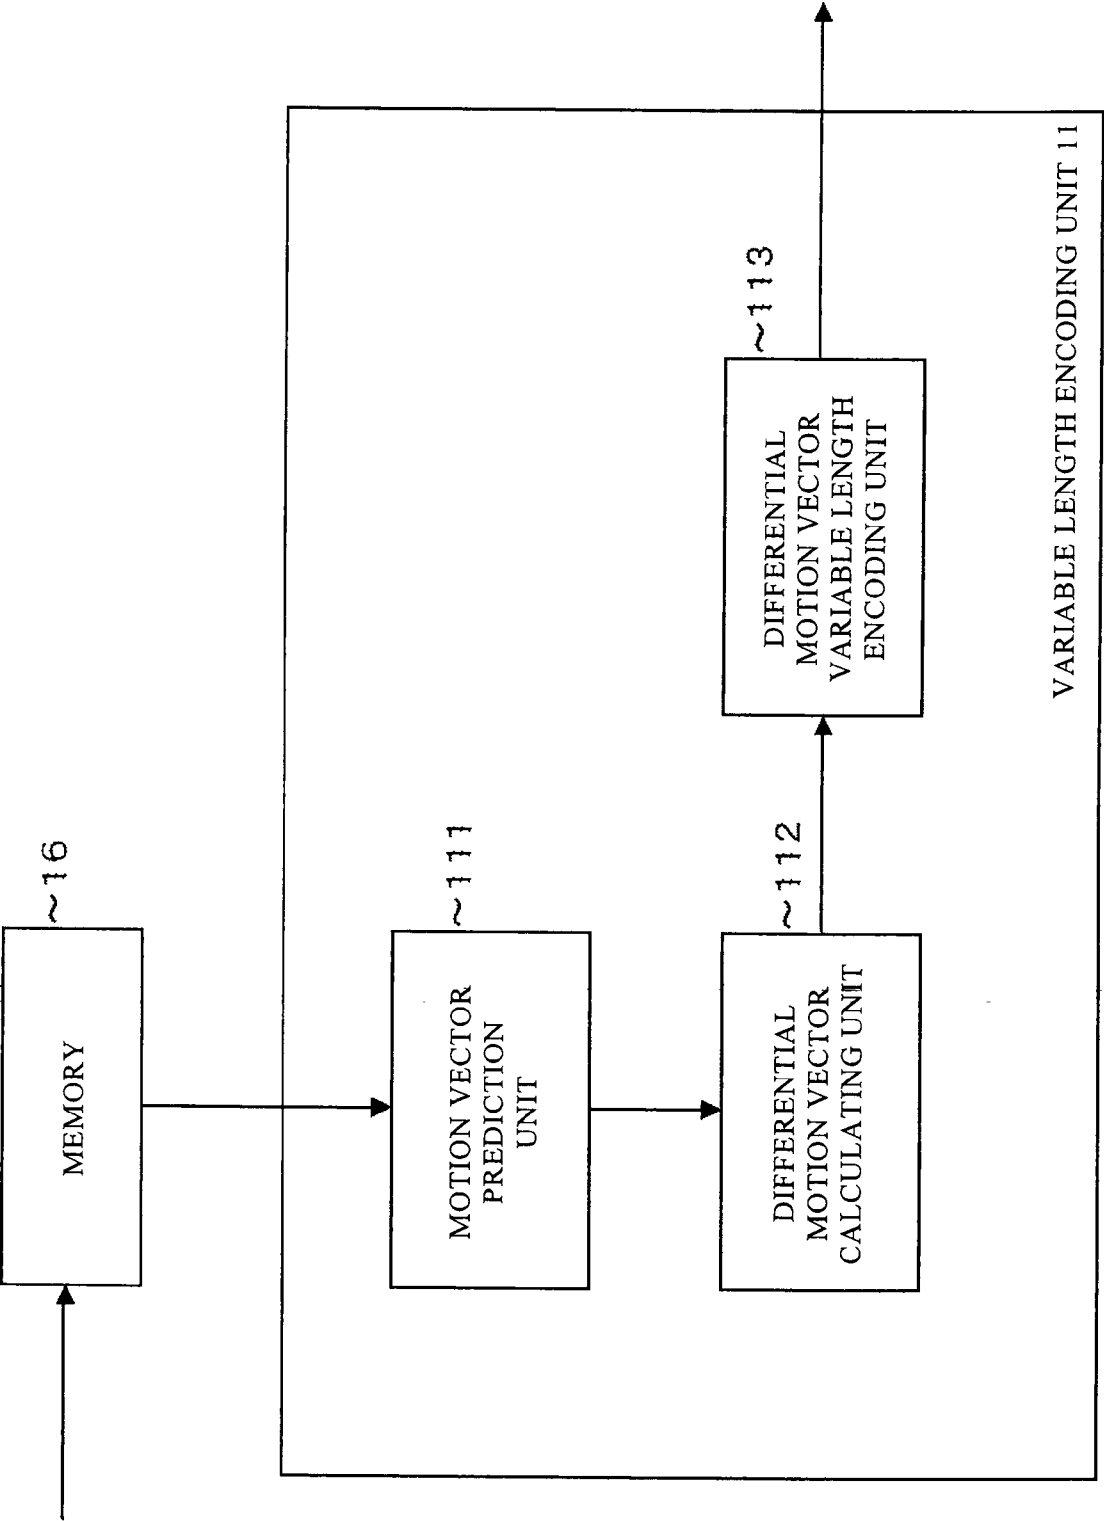 MEMORY
~16
MOTION VECTOR
PREDICTION
UNIT
~111
DIFFERENTIAL
MOTION VECTOR
CALCULATING UNIT
~112
DIFFERENTIAL
MOTION VECTOR
VARIABLE LENGTH
ENCODING UNIT
~113
VARIABLE LENGTH ENCODING UNIT 11